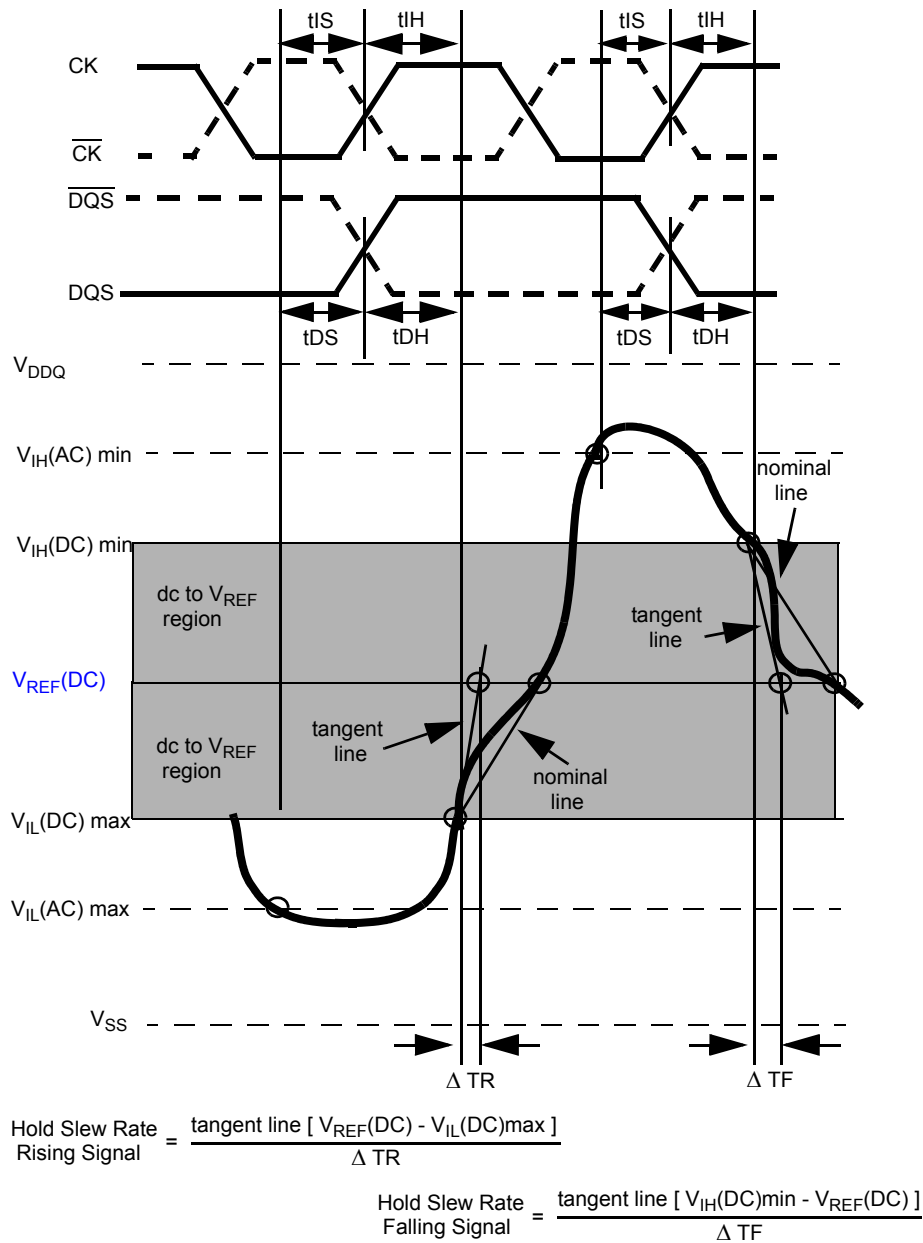 tIS tIH tIS tIH
CK
CK
DQS
DQS
tDS tDH tDS tDH
VDDQ
VIH(AC) min
nominal
line
VIH(DC) min
dc to VREF
region
tangent
line
VREF(DC)
tangent
line
dc to VREF
region
nominal
line
VIL(DC) max
VIL(AC) max
VSS
Δ TR Δ TF
Hold Slew Rate
Rising Signal
=
tangent line [ VREF(DC) - VIL(DC)max ]
Δ TR
Hold Slew Rate
Falling Signal
=
tangent line [ VIH(DC)min - VREF(DC) ]
Δ TF